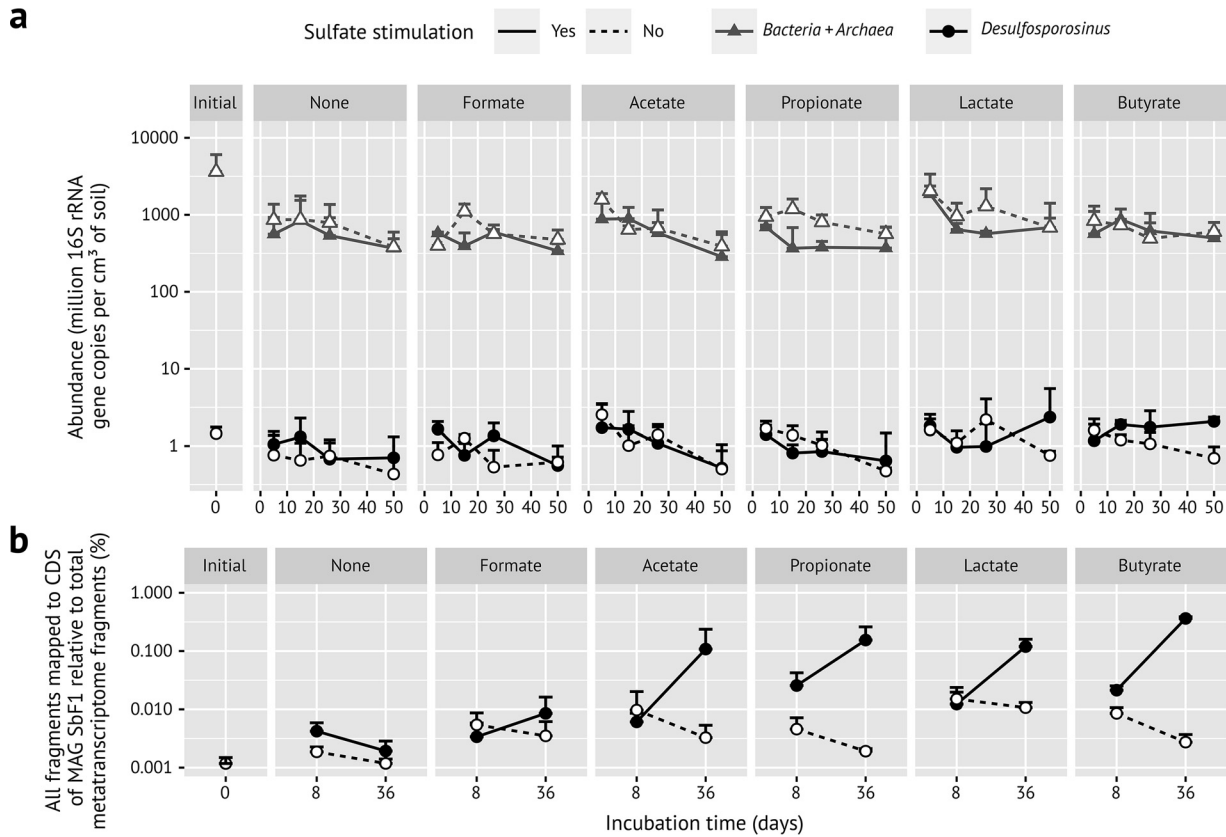 a
Sulfate stimulation Yes No Bacteria + Archaea Desulfosporosinus
Initial None Formate Acetate Propionate Lactate Butyrate
Abundance (million 16S rRNA
gene copies per cm³ of soil)
10000
1000
100
10
1
0 0 10 20 30 40 50 0 10 20 30 40 50 0 10 20 30 40 50 0 10 20 30 40 50 0 10 20 30 40 50 0 10 20 30 40 50
b
Initial None Formate Acetate Propionate Lactate Butyrate
All fragments mapped to CDS
of MAG SbF1 relative to total
metatranscriptome fragments (%)
1.000
0.100
0.010
0.001
0 8 36 8 36 8 36 8 36 8 36 8 36
Incubation time (days)